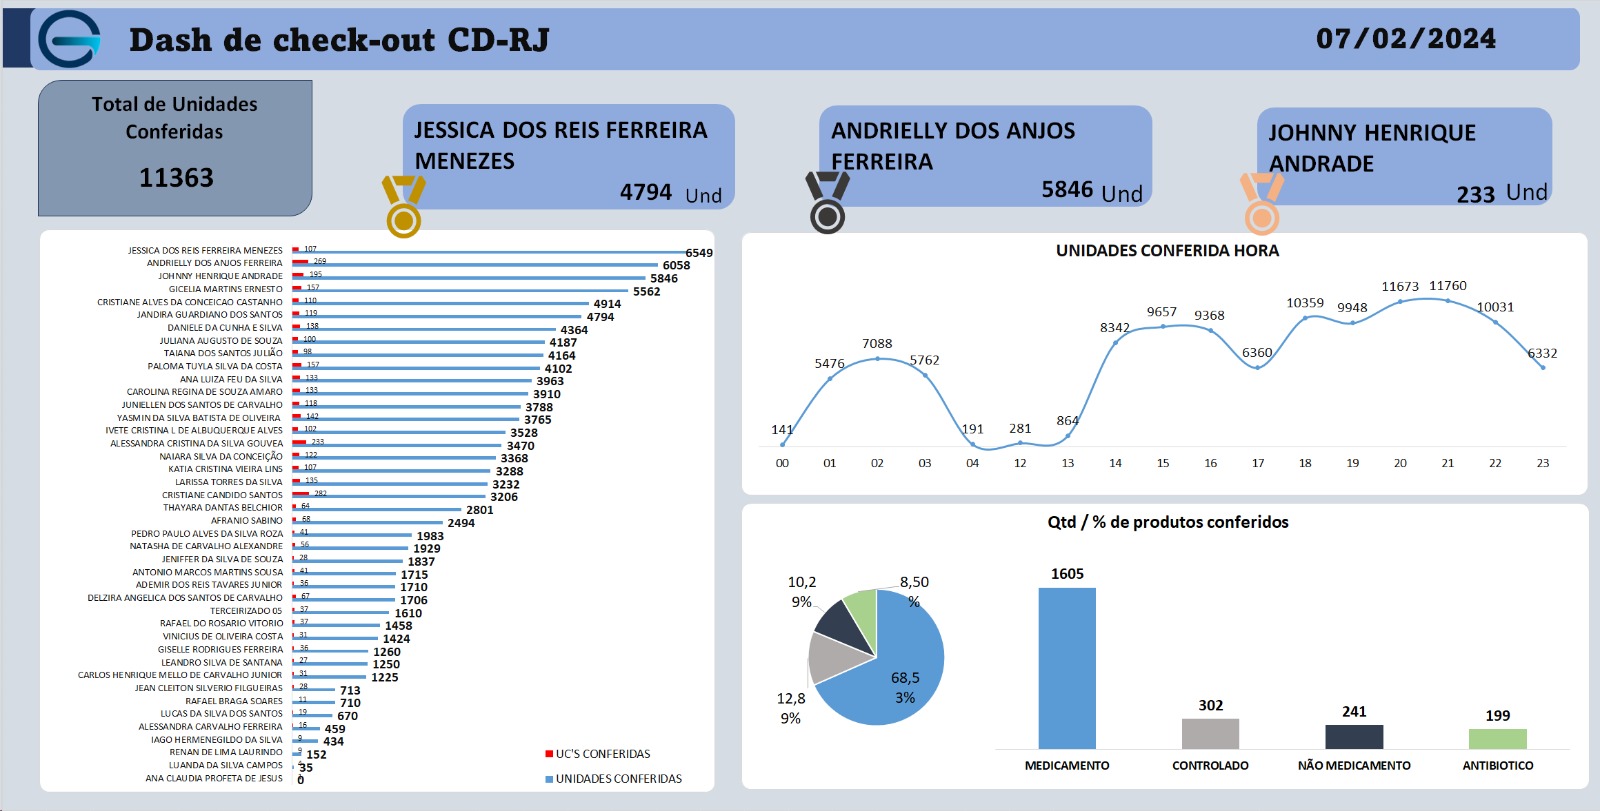 Dash de check-out CD-RJ
07/02/2024
Total de Unidades
Conferidas
11363
JESSICA DOS REIS FERREIRA
MENEZES
4794 Und
ANDRIELLY DOS ANJOS
FERREIRA
5846 Und
JOHNNY HENRIQUE
ANDRADE
233 Und
JESSICA DOS REIS FERREIRA MENEZES 107 6549
ANDRIELLY DOS ANJOS FERREIRA 269 6058
JOHNNY HENRIQUE ANDRADE 195 5846
GICELIA MARTINS ERNESTO 157 5562
CRISTIANE ALVES DA CONCEICAO CASTANHO 110 4914
JANDIRA GUARDIANO DOS SANTOS 119 4794
DANIELE DA CUNHA E SILVA 138 4364
JULIANA AUGUSTO DE SOUZA 100 4187
TAIANA DOS SANTOS JULIÃO 98 4164
PALOMA TUYLA SILVA DA COSTA 157 4102
ANA LUIZA FEU DA SILVA 133 3963
CAROLINA REGINA DE SOUZA AMARO 133 3910
JUNIELLEN DOS SANTOS DE CARVALHO 118 3788
YASMIN DA SILVA BATISTA DE OLIVEIRA 142 3765
IVETE CRISTINA L DE ALBUQUERQUE ALVES 102 3528
ALESSANDRA CRISTINA DA SILVA GOUVEA 233 3470
NAIARA SILVA DA CONCEIÇÃO 122 3368
KATIA CRISTINA VIEIRA LINS 107 3288
LARISSA TORRES DA SILVA 135 3232
CRISTIANE CANDIDO SANTOS 282 3206
THAYARA DANTAS BELCHIOR 64 2801
AFRANIO SABINO 68 2494
PEDRO PAULO ALVES DA SILVA ROZA 41 1983
NATASHA DE CARVALHO ALEXANDRE 56 1929
JENIFFER DA SILVA DE SOUZA 28 1837
ANTONIO MARCOS MARTINS SOUSA 41 1715
ADEMIR DOS REIS TAVARES JUNIOR 36 1710
DELZIRA ANGELICA DOS SANTOS DE CARVALHO 67 1706
TERCEIRIZADO 05 37 1610
RAFAEL DO ROSARIO VITORIO 37 1458
VINICIUS DE OLIVEIRA COSTA 31 1424
GISELLE RODRIGUES FERREIRA 36 1260
LEANDRO SILVA DE SANTANA 27 1250
CARLOS HENRIQUE MELLO DE CARVALHO JUNIOR 31 1225
JEAN CLEITON SILVERIO FILGUEIRAS 28 713
RAFAEL BRAGA SOARES 11 710
LUCAS DA SILVA DOS SANTOS 19 670
ALESSANDRA CARVALHO FERREIRA 16 459
IAGO HERMENEGILDO DA SILVA 9 434
RENAN DE LIMA LAURINDO 9 152
LUANDA DA SILVA CAMPOS 35
ANA CLAUDIA PROFETA DE JESUS 0
UC'S CONFERIDAS
UNIDADES CONFERIDAS
UNIDADES CONFERIDA HORA
141 5476 7088 5762 191 281 864 8342 9657 9368 6360 10359 9948 11673 11760 10031 6332
00 01 02 03 04 12 13 14 15 16 17 18 19 20 21 22 23
Qtd / % de produtos conferidos
10,2
9%
8,50
%
12,8
9%
68,5
3%
1605 302 241 199
MEDICAMENTO CONTROLADO NÃO MEDICAMENTO ANTIBIOTICO